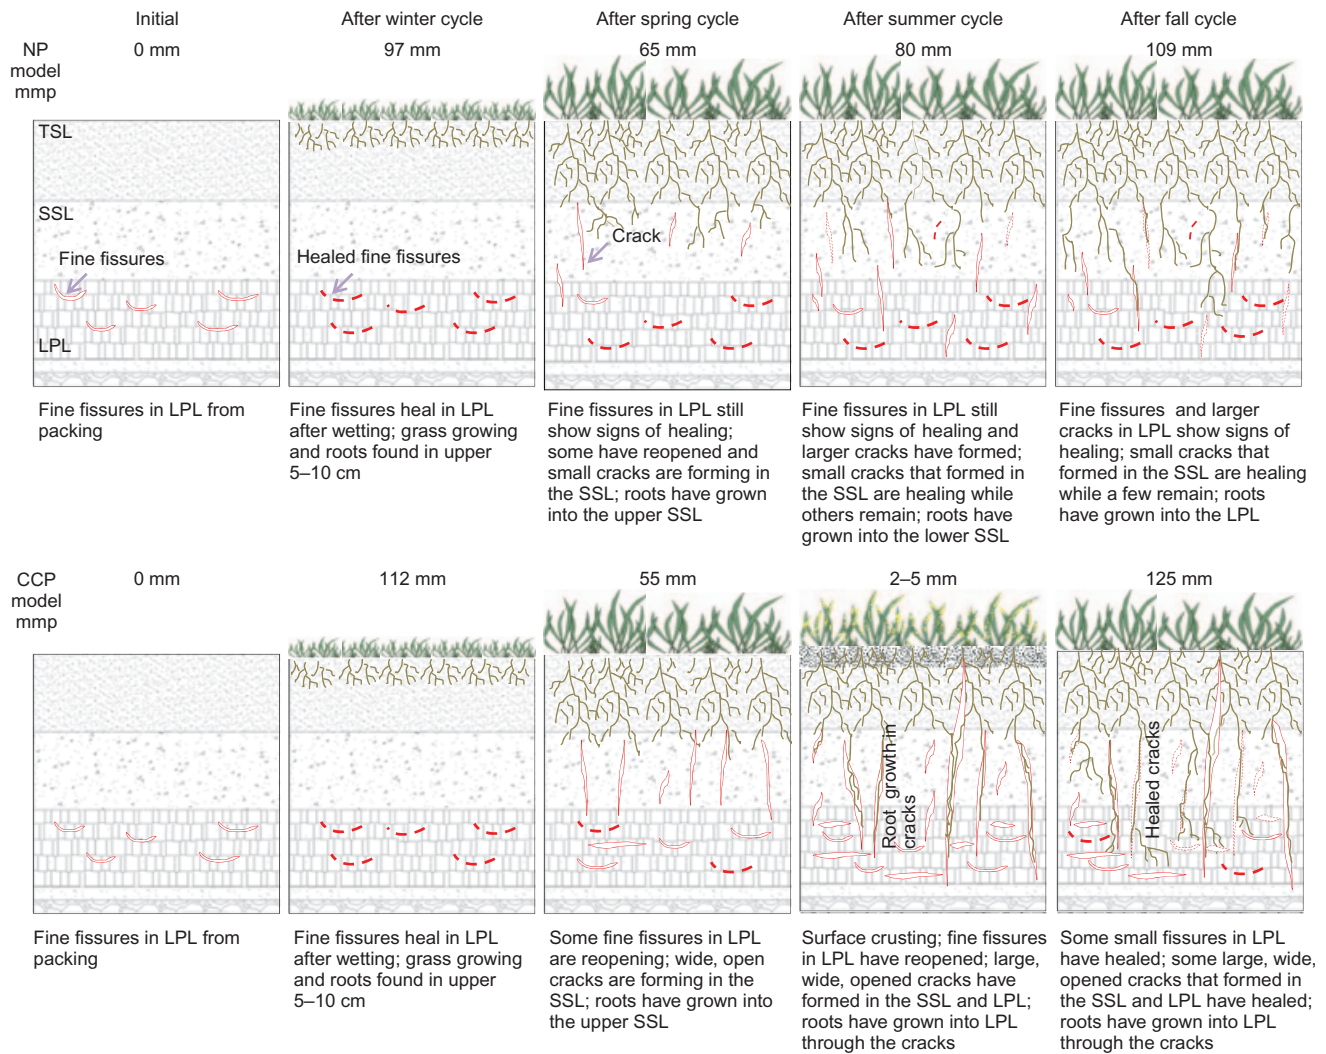 Initial
After winter cycle
After spring cycle
After summer cycle
After fall cycle
NP
model
mmp
0 mm
97 mm
65 mm
80 mm
109 mm
TSL
SSL
Fine fissures
LPL
Healed fine fissures
Crack
Fine fissures in LPL from
packing
Fine fissures heal in LPL
after wetting; grass growing
and roots found in upper
5–10 cm
Fine fissures in LPL still
show signs of healing;
some have reopened and
small cracks are forming in
the SSL; roots have grown
into the upper SSL
Fine fissures in LPL still
show signs of healing and
larger cracks have formed;
small cracks that formed in
the SSL are healing while
others remain; roots have
grown into the lower SSL
Fine fissures and larger
cracks in LPL show signs of
healing; small cracks that
formed in the SSL are healing
while a few remain; roots
have grown into the LPL
CCP
model
mmp
0 mm
112 mm
55 mm
2–5 mm
125 mm
Root growth in
cracks
Healed cracks
Fine fissures in LPL from
packing
Fine fissures heal in LPL
after wetting; grass growing
and roots found in upper
5–10 cm
Some fine fissures in LPL
are reopening; wide, open
cracks are forming in the
SSL; roots have grown into
the upper SSL
Surface crusting; fine fissures
in LPL have reopened; large,
wide, opened cracks have
formed in the SSL and LPL;
roots have grown into LPL
through the cracks
Some small fissures in LPL
have healed; some large, wide,
opened cracks that formed in
the SSL and LPL have healed;
roots have grown into LPL
through the cracks